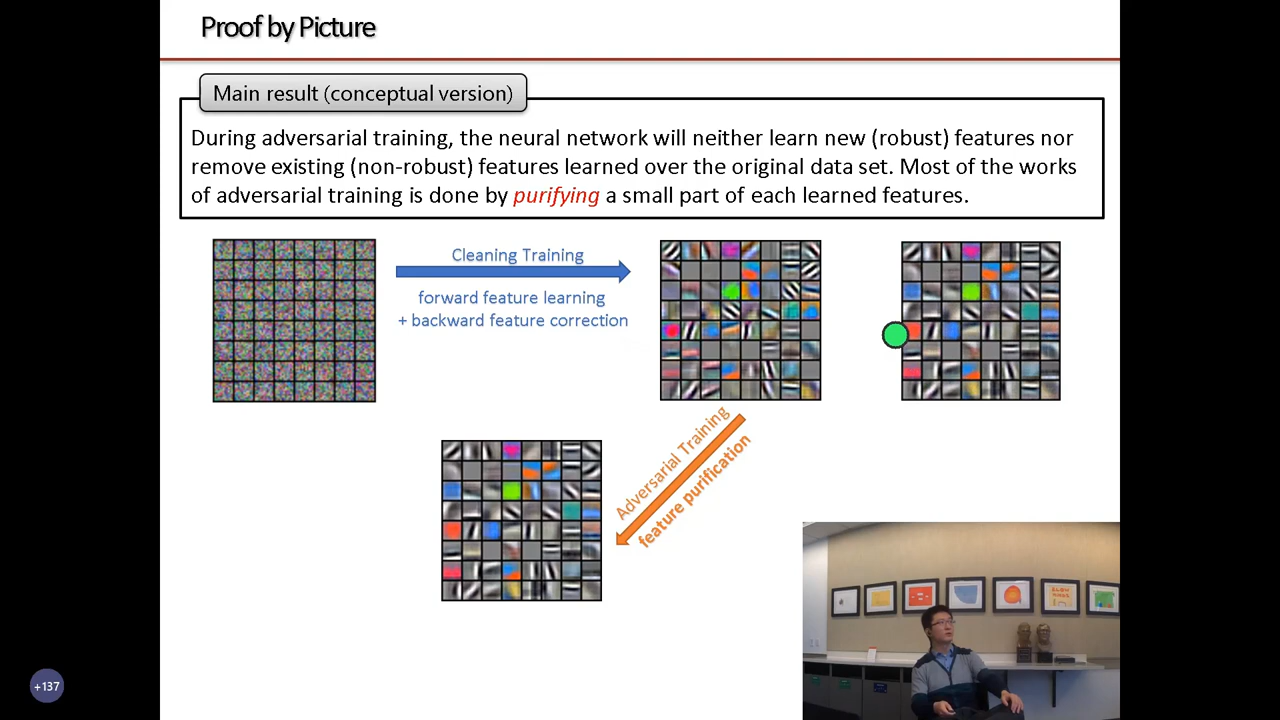 Proof by Picture
Main result (conceptual version)
During adversarial training, the neural network will neither learn new (robust) features nor
remove existing (non-robust) features learned over the original data set. Most of the works
of adversarial training is done by purifying a small part of each learned features.
Cleaning Training
forward feature learning
+ backward feature correction
Adversarial Training
feature purification
+137